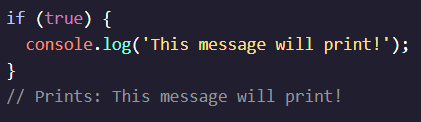 if (true) {
  console.log('This message will print!');
}
// Prints: This message will print!